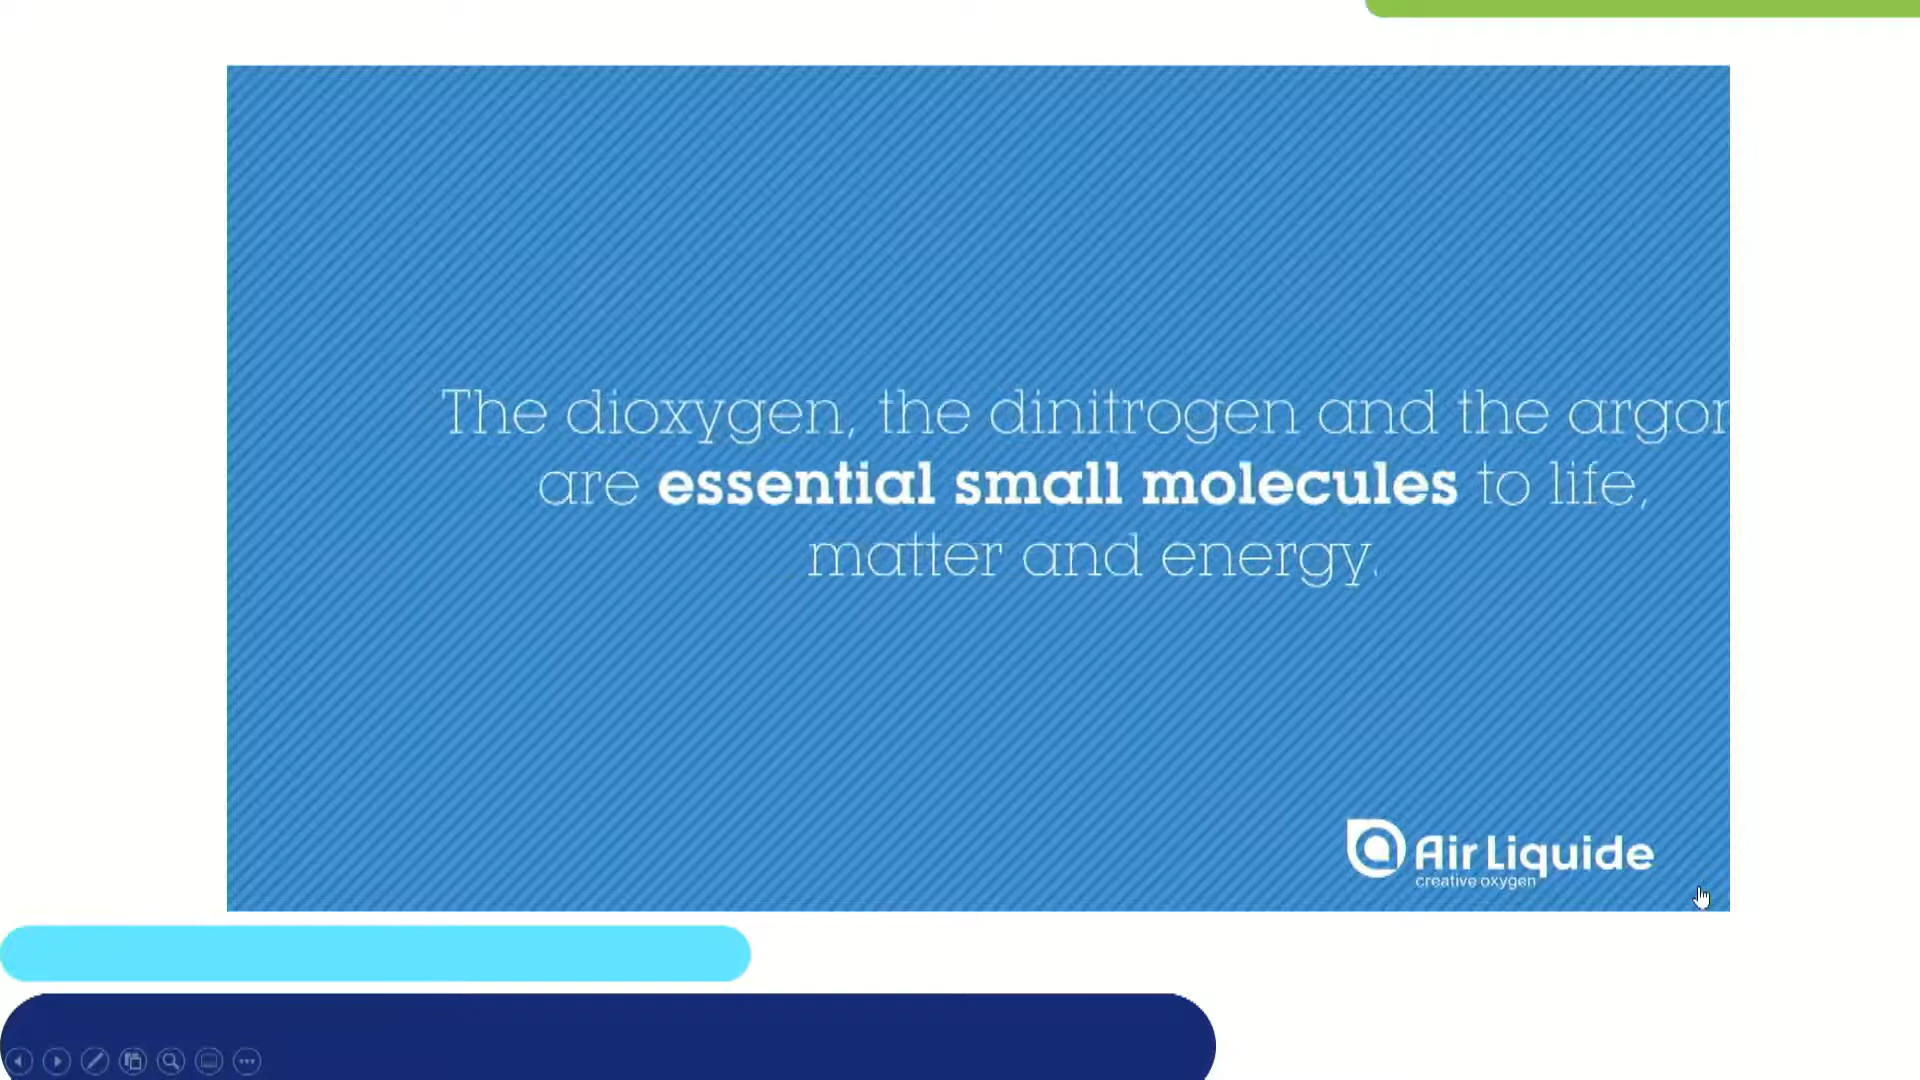 The dioxygen, the dinitrogen and the argon
are essential small molecules to life,
matter and energy.
Air Liquide
creative oxygen